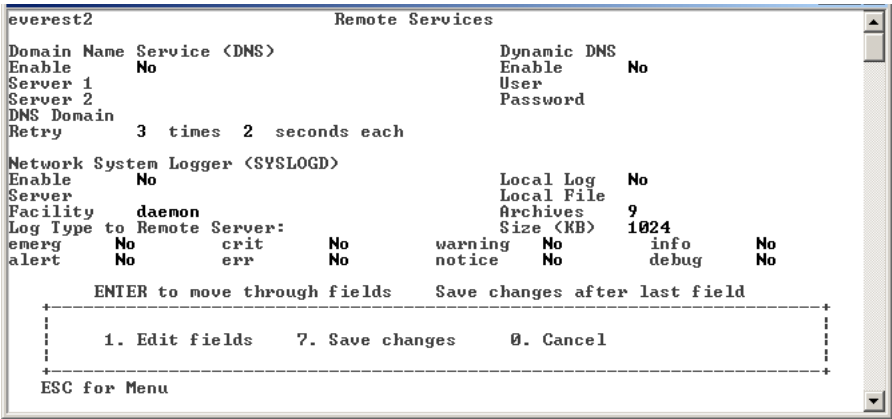 everest2 Remote Services
Domain Name Service (DNS) Dynamic DNS
Enable No Enable No
Server 1 User
Server 2 Password
DNS Domain
Retry 3 times 2 seconds each
Network System Logger (SYSLOGD)
Enable No Local Log No
Server Local File
Facility daemon Archives 9
Log Type to Remote Server: Size (KB) 1024
emerg No crit No warning No info No
alert No err No notice No debug No
ENTER to move through fields Save changes after last field
1. Edit fields 7. Save changes 0. Cancel
ESC for Menu